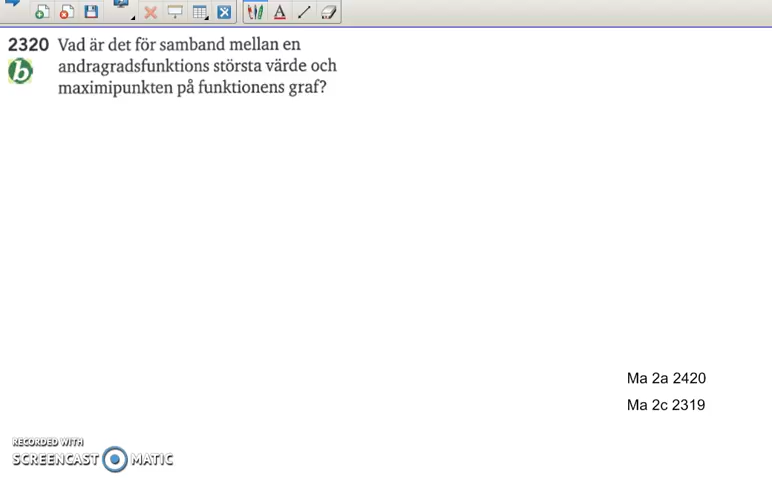 2320 Vad är det för samband mellan en
b andragradsfunktions största värde och
maximipunkten på funktionens graf?
Ma 2a 2420
Ma 2c 2319
RECORDED WITH
SCREENCAST MATIC